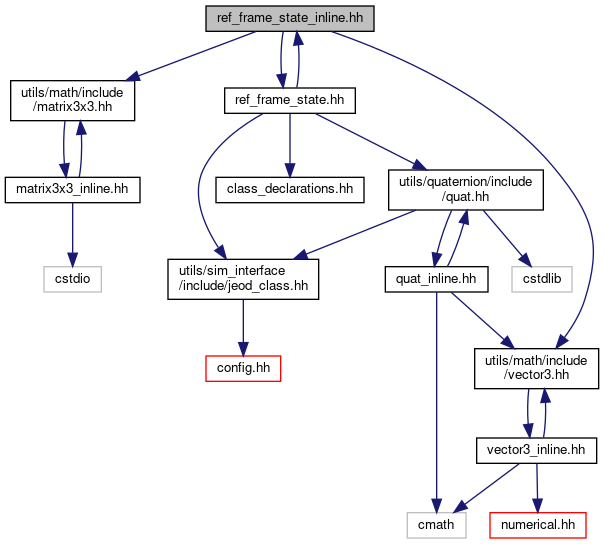 ref_frame_state_inline.hh
utils/math/include
/matrix3x3.hh
ref_frame_state.hh
matrix3x3_inline.hh
class_declarations.hh
utils/quaternion/include
/quat.hh
cstdio
utils/sim_interface
/include/jeod_class.hh
quat_inline.hh
cstdlib
config.hh
utils/math/include
/vector3.hh
vector3_inline.hh
cmath
numerical.hh